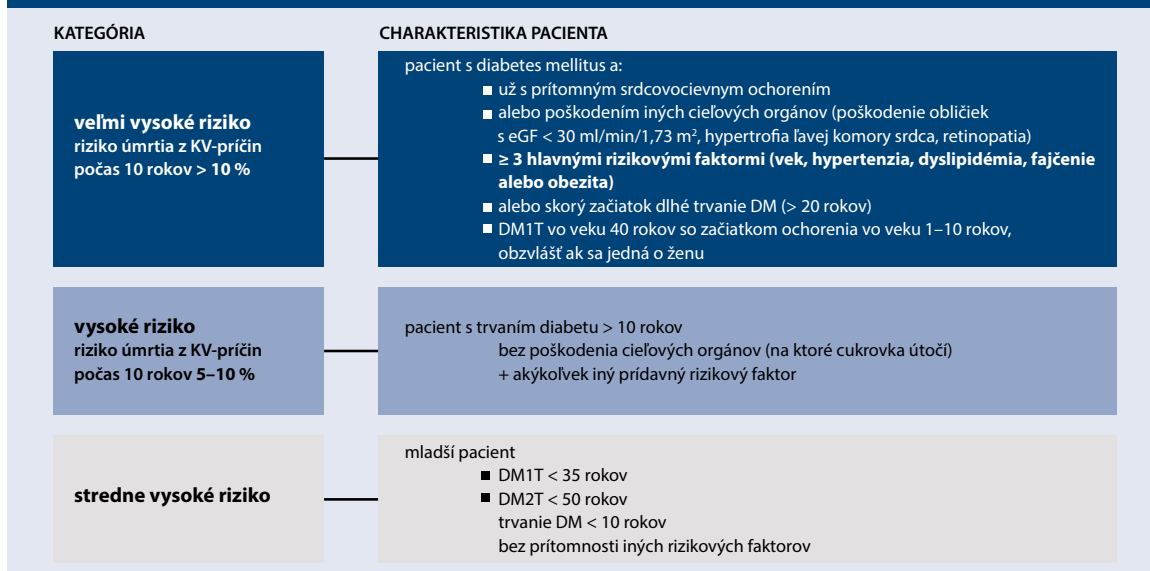 KATEGÓRIA
CHARAKTERISTIKA PACIENTA
veľmi vysoké riziko
riziko úmrtia z KV-príčin
počas 10 rokov > 10 %
pacient s diabetes mellitus a:
■ už s prítomným srdcovocievnym ochorením
■ alebo poškodením iných cieľových orgánov (poškodenie obličiek
s eGF < 30 ml/min/1,73 m², hypertrofia ľavej komory srdca, retinopatia)
■ ≥ 3 hlavnými rizikovými faktormi (vek, hypertenzia, dyslipidémia, fajčenie
alebo obezita)
■ alebo skorý začiatok dlhé trvanie DM (> 20 rokov)
■ DM1T vo veku 40 rokov so začiatkom ochorenia vo veku 1–10 rokov,
obzvlášť ak sa jedná o ženu
vysoké riziko
riziko úmrtia z KV-príčin
počas 10 rokov 5–10 %
pacient s trvaním diabetu > 10 rokov
bez poškodenia cieľových orgánov (na ktoré cukrovka útočí)
+ akýkoľvek iný prídavný rizikový faktor
stredne vysoké riziko
mladší pacient
■ DM1T < 35 rokov
■ DM2T < 50 rokov
trvanie DM < 10 rokov
bez prítomnosti iných rizikových faktorov